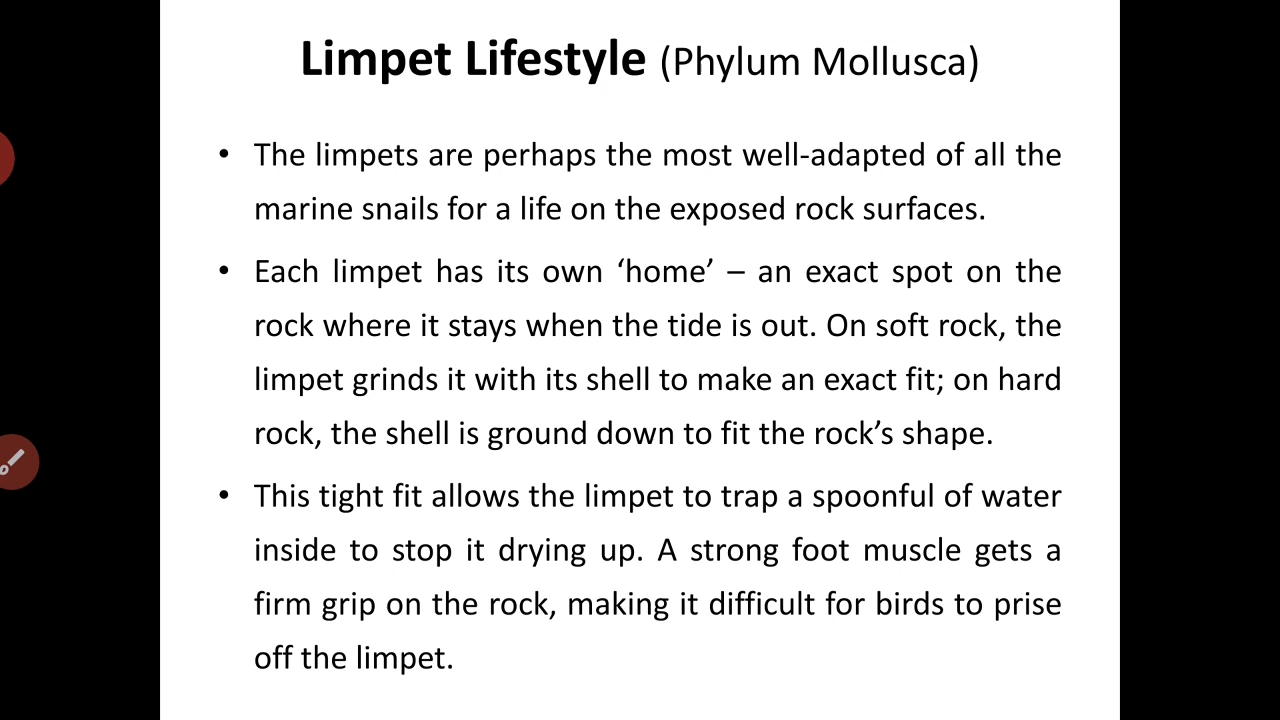 Limpet Lifestyle (Phylum Mollusca)
• The limpets are perhaps the most well-adapted of all the
marine snails for a life on the exposed rock surfaces.
• Each limpet has its own ‘home’ – an exact spot on the
rock where it stays when the tide is out. On soft rock, the
limpet grinds it with its shell to make an exact fit; on hard
rock, the shell is ground down to fit the rock’s shape.
• This tight fit allows the limpet to trap a spoonful of water
inside to stop it drying up. A strong foot muscle gets a
firm grip on the rock, making it difficult for birds to prise
off the limpet.